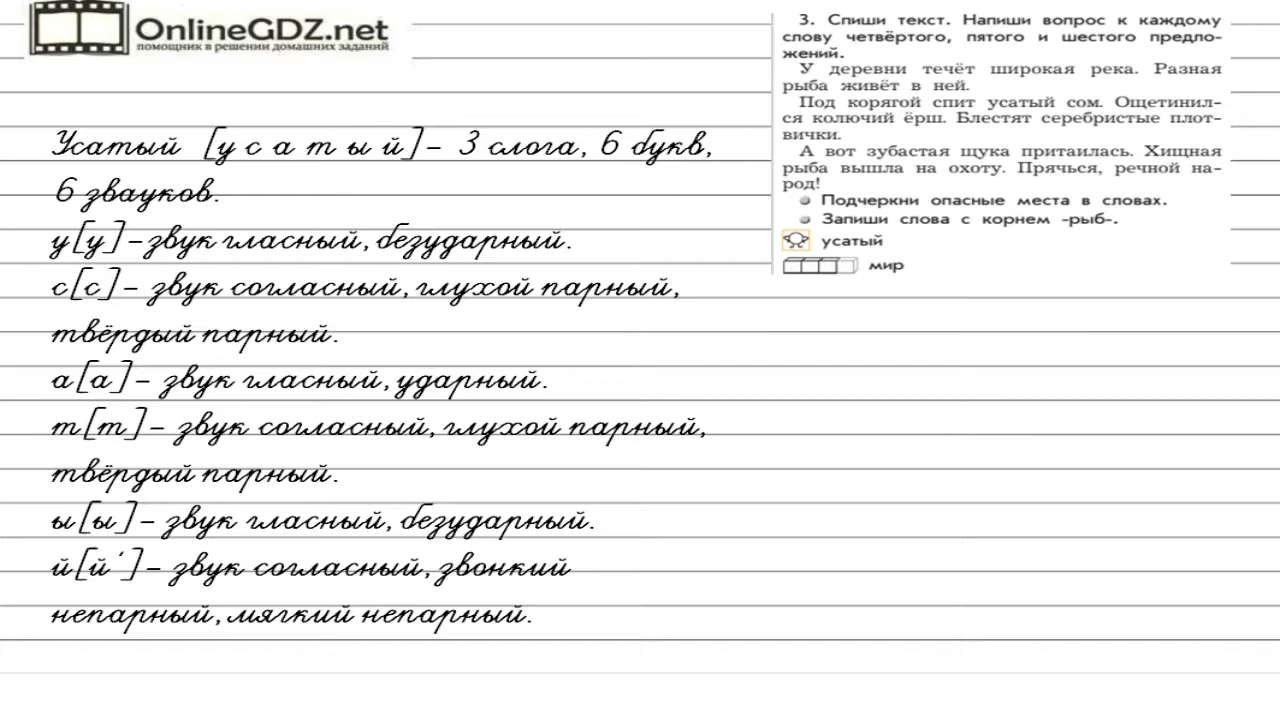 OnlineGDZ.net
помощник в решении домашних заданий
Усатый [у с а т ы й] – 3 слога, 6 букв,
6 звауков.
у [у] – звук гласный, безударный.
с [с] – звук согласный, глухой парный,
твёрдый парный.
а [а] – звук гласный, ударный.
т [т] – звук согласный, глухой парный,
твёрдый парный.
ы [ы] – звук гласный, безударный.
й [й'] – звук согласный, звонкий
непарный, мягкий непарный.
3. Спиши текст. Напиши вопрос к каждому
слову четвёртого, пятого и шестого предло-
жений.
У деревни течёт широкая река. Разная
рыба живёт в ней.
Под корягой спит усатый сом. Ощетинил-
ся колючий ёрш. Блестят серебристые плот-
вички.
А вот зубастая щука притаилась. Хищная
рыба вышла на охоту. Прячься, речной на-
род!
Подчеркни опасные места в словах.
Запиши слова с корнем -рыб-.
усатый
мир